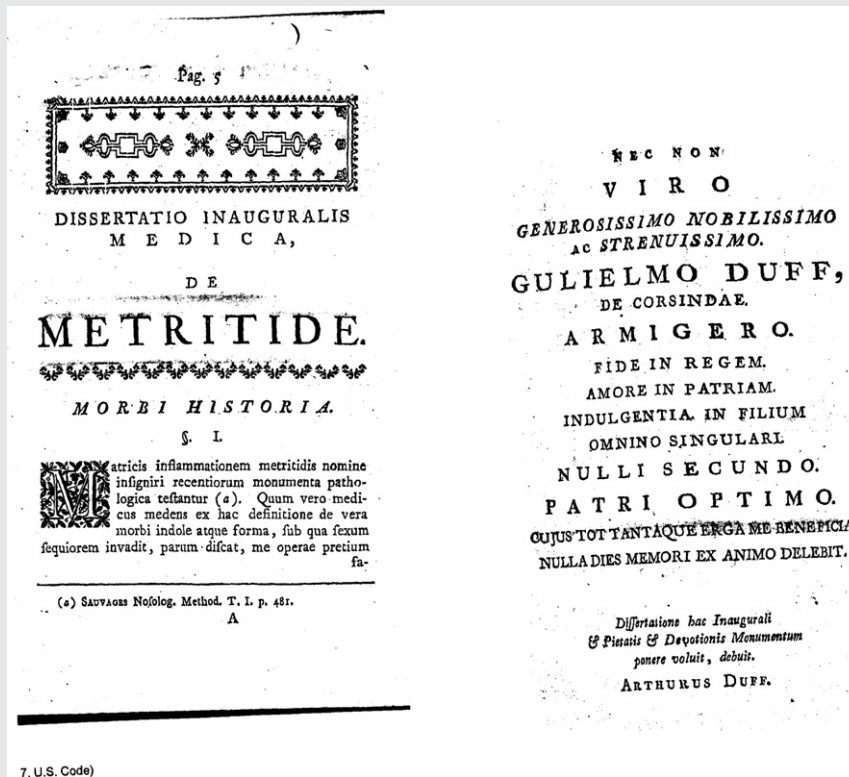 Pag. 5
DISSERTATIO INAUGURALIS
MEDICA,
DE
METRITIDE.
MORBI HISTORIA.
§. I.
Matricis inflammationem metritidis nomine
insigniri recentiorum monumenta patho-
logica testantur (a). Quum vero medi-
cus medens ex hac definitione de vera
morbi indole atque forma, sub qua sexum
sequiorem invadit, parum discat, me operae pretium
fa-
(a) SAUVAGES Nosolog. Method. T. I. p. 481.
A
NEC NON
VIRO
GENEROSISSIMO NOBILISSIMO
AC STRENUISSIMO.
GULIELMO DUFF,
DE CORSINDAE.
ARMIGERO.
FIDE IN REGEM.
AMORE IN PATRIAM.
INDULGENTIA IN FILIUM
OMNINO SINGULARI.
NULLI SECUNDO.
PATRI OPTIMO.
CUJUS TOT TANTAQUE ERGA ME BENEFICIA
NULLA DIES MEMORI EX ANIMO DELEBIT.
Dissertatione hac Inaugurali
& Pietatis & Devotionis Monumentum
ponere voluit, debuit.
ARTHURUS DUFF.
7, U.S. Code)